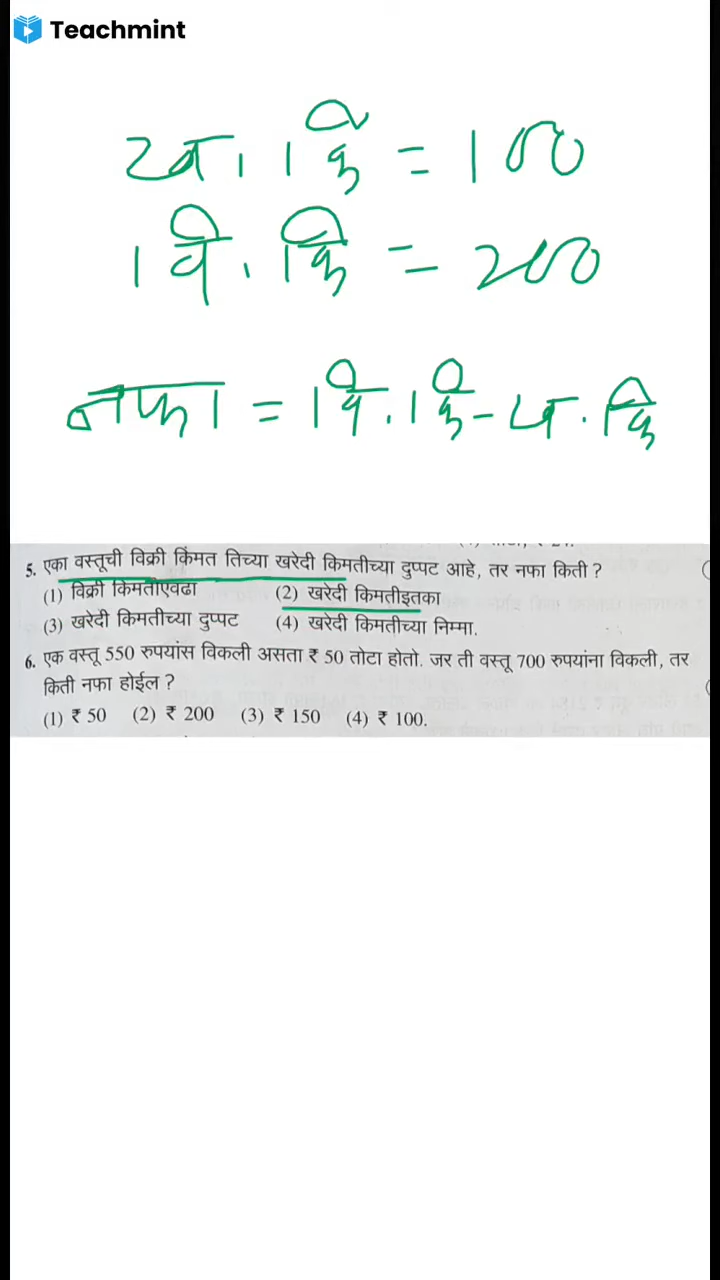 Teachmint
ख. किं = 100
वि. किं = 200
नफा = वि. किं - ख. किं
5. एका वस्तूची विक्री किंमत तिच्या खरेदी किमतीच्या दुप्पट आहे, तर नफा किती ?
(1) विक्री किमतीएवढा (2) खरेदी किमतीइतका
(3) खरेदी किमतीच्या दुप्पट (4) खरेदी किमतीच्या निम्मा.
6. एक वस्तू 550 रुपयांस विकली असता ₹ 50 तोटा होतो. जर ती वस्तू 700 रुपयांना विकली, तर
किती नफा होईल ?
(1) ₹ 50 (2) ₹ 200 (3) ₹ 150 (4) ₹ 100.